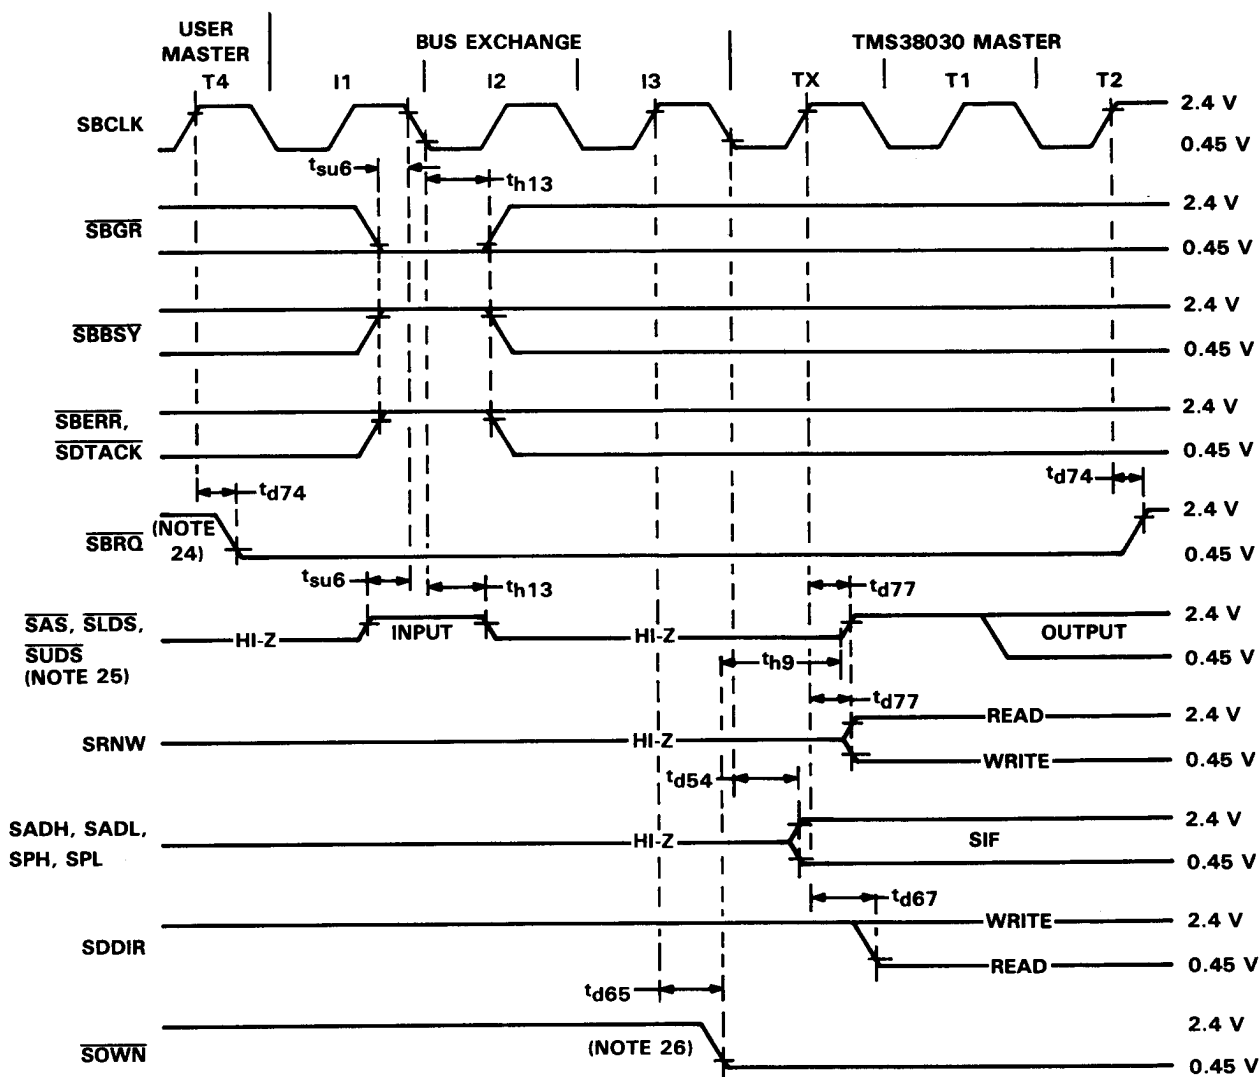 USER
MASTER
BUS EXCHANGE
TMS38030 MASTER
T4 I1 I2 I3 TX T1 T2
SBCLK
2.4 V
0.45 V
tsu6
th13
SBGR
2.4 V
0.45 V
SBBSY
2.4 V
0.45 V
SBERR,
SDTACK
2.4 V
0.45 V
td74
td74
SBRQ
(NOTE
24)
2.4 V
0.45 V
tsu6
th13
td77
SAS, SLDS,
SUDS
(NOTE 25)
HI-Z
INPUT
HI-Z
OUTPUT
2.4 V
0.45 V
th9
td77
SRNW
HI-Z
READ
WRITE
2.4 V
0.45 V
td54
SADH, SADL,
SPH, SPL
HI-Z
SIF
2.4 V
0.45 V
td67
SDDIR
WRITE
READ
2.4 V
0.45 V
td65
SOWN
(NOTE 26)
2.4 V
0.45 V